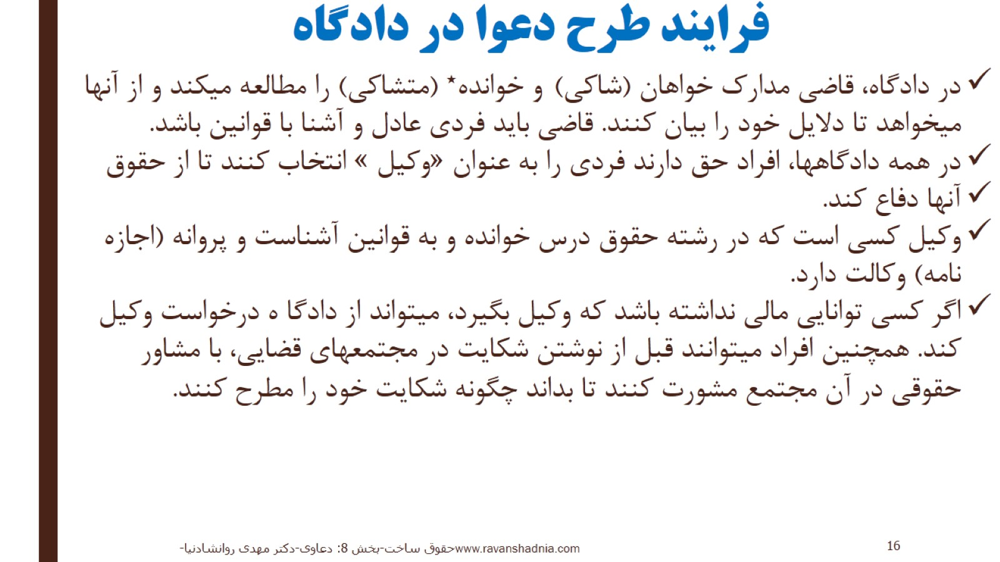 فرایند طرح دعوا در دادگاه
✓ در دادگاه، قاضی مدارک خواهان (شاکی) و خوانده* (متشاکی) را مطالعه میکند و از آنها
میخواهد تا دلایل خود را بیان کنند. قاضی باید فردی عادل و آشنا با قوانین باشد.
✓ در همه دادگاهها، افراد حق دارند فردی را به عنوان «وکیل » انتخاب کنند تا از حقوق
✓ آنها دفاع کند.
✓ وکیل کسی است که در رشته حقوق درس خوانده و به قوانین آشناست و پروانه (اجازه
نامه) وکالت دارد.
✓ اگر کسی توانایی مالی نداشته باشد که وکیل بگیرد، میتواند از دادگا ه درخواست وکیل
کند. همچنین افراد میتوانند قبل از نوشتن شکایت در مجتمعهای قضایی، با مشاور
حقوقی در آن مجتمع مشورت کنند تا بداند چگونه شکایت خود را مطرح کنند.
www.ravanshadnia.comحقوق ساخت-بخش 8: دعاوی-دکتر مهدی روانشادنیا-
16